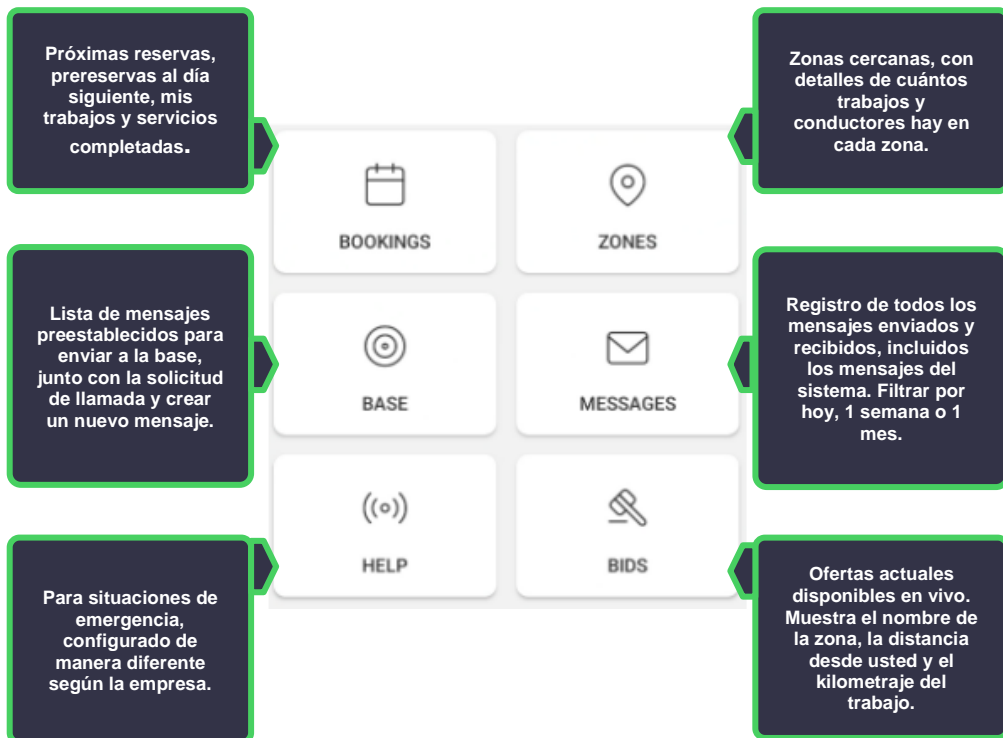 Próximas reservas,
prereservas al día
siguiente, mis
trabajos y servicios
completadas.
Zonas cercanas, con
detalles de cuántos
trabajos y
conductores hay en
cada zona.
BOOKINGS
ZONES
Lista de mensajes
preestablecidos para
enviar a la base,
junto con la solicitud
de llamada y crear
un nuevo mensaje.
Registro de todos los
mensajes enviados y
recibidos, incluidos
los mensajes del
sistema. Filtrar por
hoy, 1 semana o 1
mes.
BASE
MESSAGES
Para situaciones de
emergencia,
configurado de
manera diferente
según la empresa.
HELP
BIDS
Ofertas actuales
disponibles en vivo.
Muestra el nombre de
la zona, la distancia
desde usted y el
kilometraje del
trabajo.